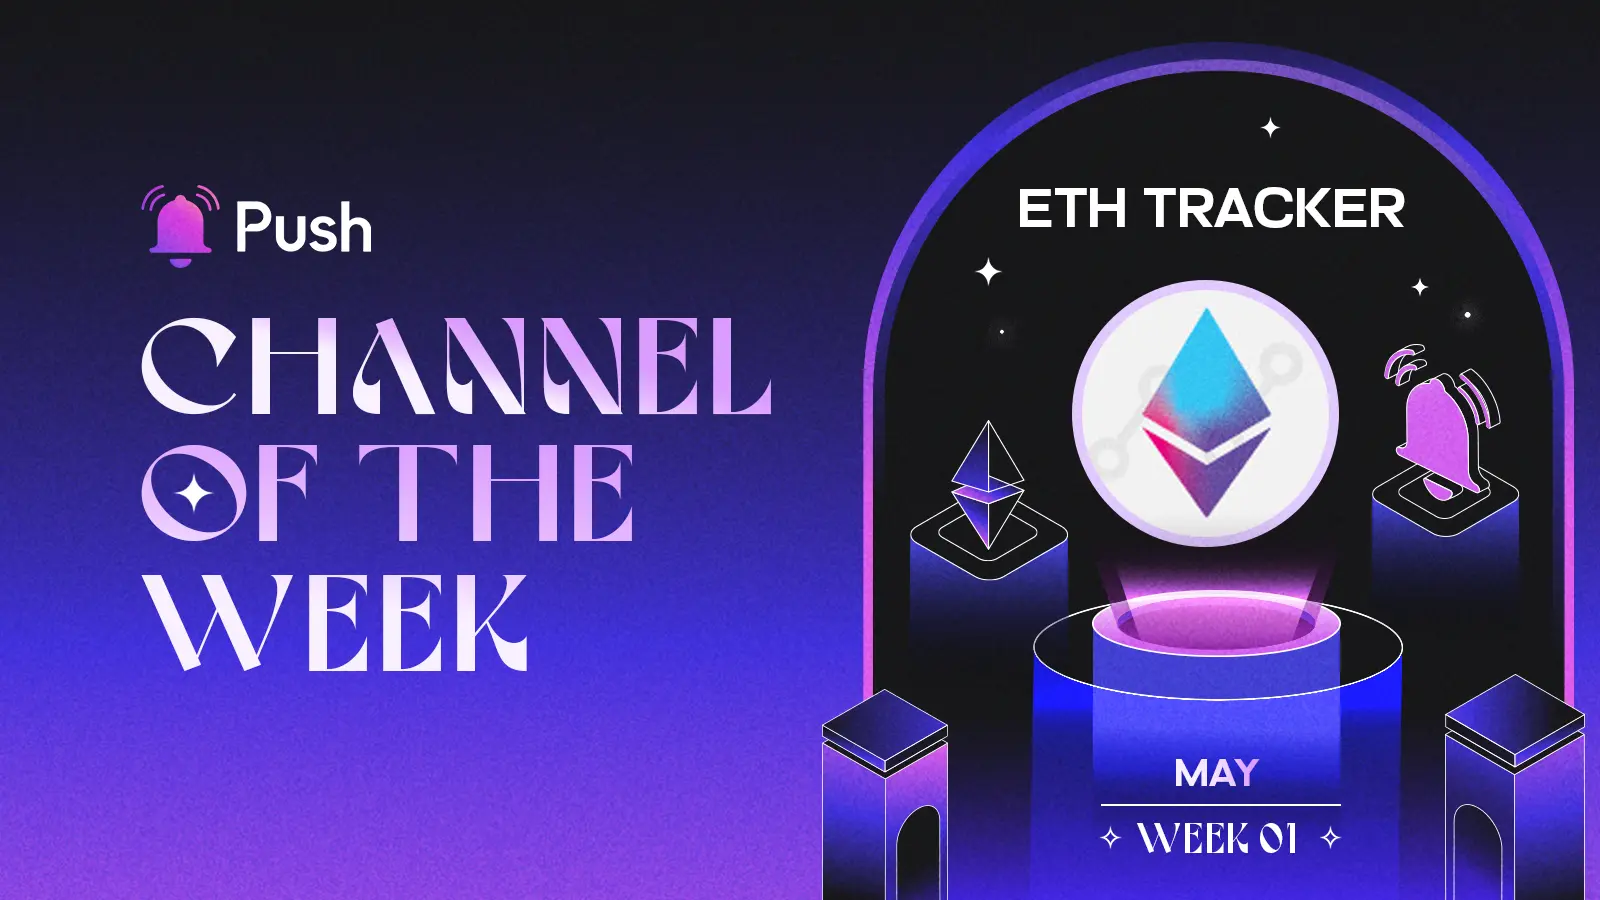 Push
CHANNEL
OF THE
WEEK
ETH TRACKER
MAY
WEEK 01